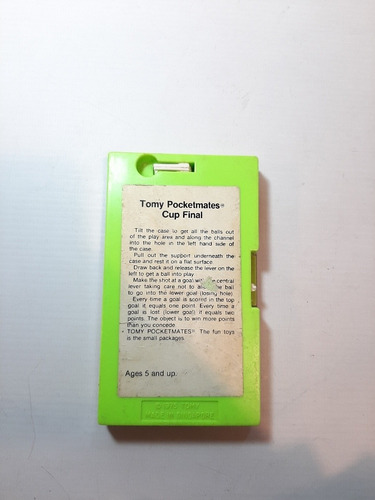 Tomy Pocketmates®
Cup Final
Tilt the case to get all the balls out
of the play area and along the channel
into the hole in the left hand side of
the case.
Pull out the support underneath the
case and rest it on a flat surface.
Draw back and release the lever on the
left to get a ball into play.
Make the shot at a goal with central
lever, taking care not to the ball
to go into the lower goal (losing hole).
Every time a goal is scored in the top
goal it equals one point. Every time a
goal is lost (lower goal) it equals two
points. The object is to win more points
than you concede.
TOMY POCKETMATES®. The fun toys
is the small packages.
Ages 5 and up.
TOMY
MADE IN SINGAPORE